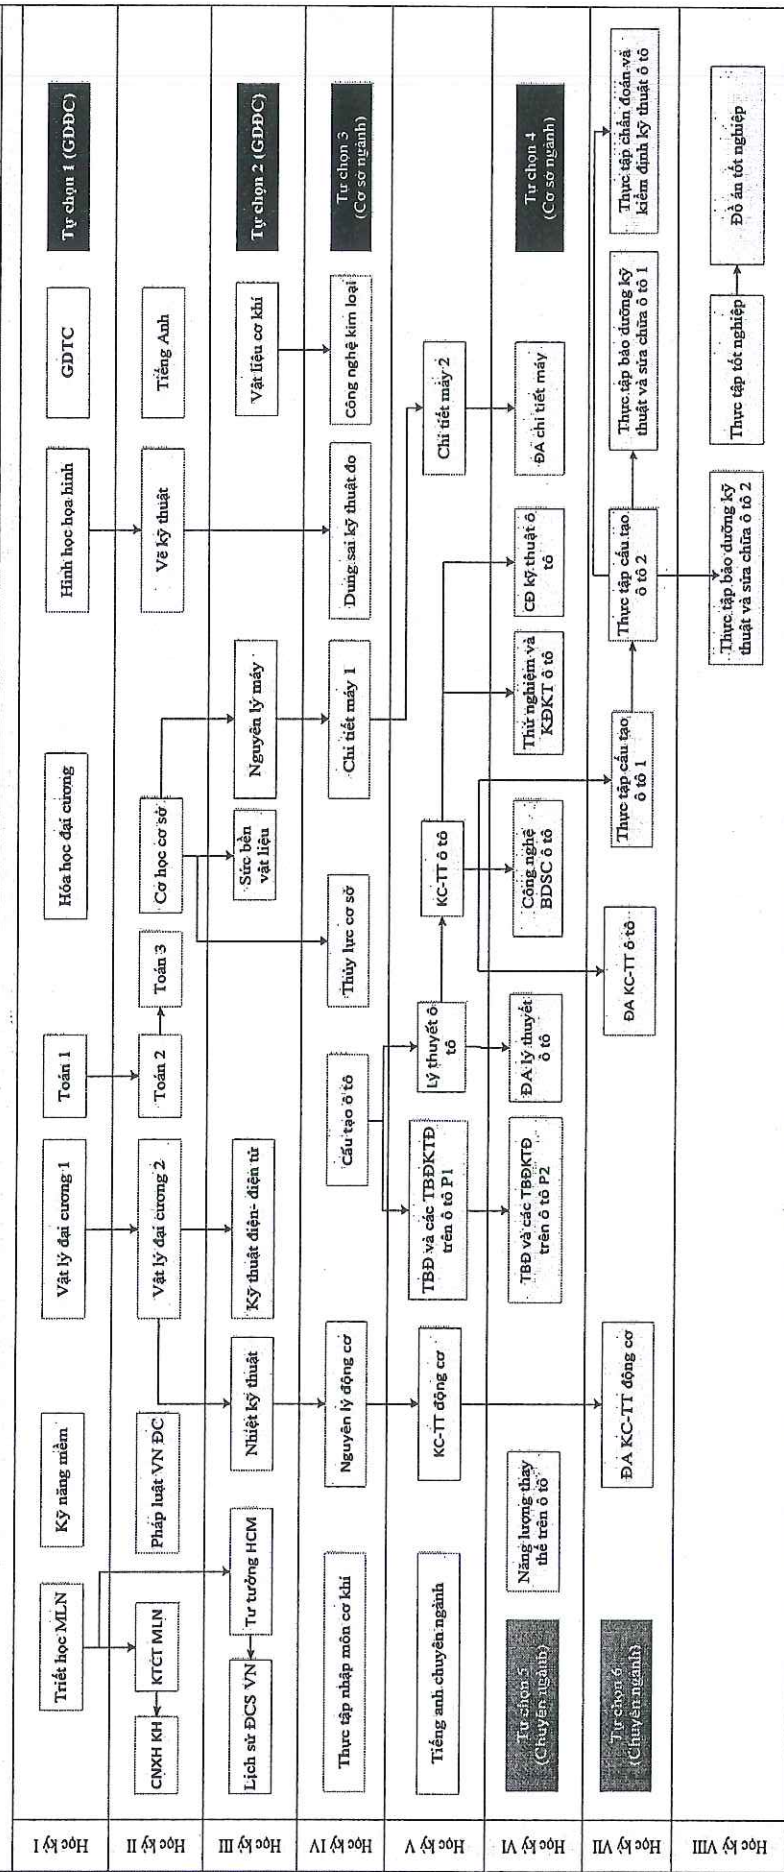 Học kỳ I
Triết học MLN
Kỹ năng mềm
Vật lý đại cương 1
Toán 1
Hóa học đại cương
Hình học họa hình
GDTC
Tự chọn 1 (GDĐC)
Học kỳ II
CNXH KH
KTCT MLN
Pháp luật VN ĐC
Vật lý đại cương 2
Toán 2
Toán 3
Cơ học cơ sở
Vẽ kỹ thuật
Tiếng Anh
Học kỳ III
Lịch sử ĐCS VN
Tư tưởng HCM
Nhiệt kỹ thuật
Kỹ thuật điện- điện tử
Sức bền
vật liệu
Nguyên lý máy
Vật liệu cơ khí
Tự chọn 2 (GDĐC)
Học kỳ IV
Thực tập nhập môn cơ khí
Nguyên lý động cơ
Cấu tạo ô tô
Thủy lực cơ sở
Chi tiết máy 1
Dung sai kỹ thuật đo
Công nghệ kim loại
Tự chọn 3
(Cơ sở ngành)
Học kỳ V
Tiếng anh chuyên ngành
KC-TT động cơ
TBĐ và các TBĐKTĐ
trên ô tô P1
Lý thuyết ô
tô
KC-TT ô tô
Chi tiết máy 2
Học kỳ VI
Tự chọn 5
(Chuyên ngành)
Năng lượng thay
thế trên ô tô
TBĐ và các TBĐKTĐ
trên ô tô P2
ĐA lý thuyết
ô tô
Công nghệ
BDSC ô tô
Thử nghiệm và
KĐKT ô tô
CĐ kỹ thuật ô
tô
ĐA chi tiết máy
Tự chọn 4
(Cơ sở ngành)
Học kỳ VII
Tự chọn 6
(Chuyên ngành)
ĐA KC-TT động cơ
ĐA KC-TT ô tô
Thực tập cấu tạo
ô tô 1
Thực tập cấu tạo
ô tô 2
Thực tập bảo dưỡng kỹ
thuật và sửa chữa ô tô 1
Thực tập chẩn đoán và
kiểm định kỹ thuật ô tô
Học kỳ VIII
Thực tập bảo dưỡng kỹ
thuật và sửa chữa ô tô 2
Thực tập tốt nghiệp
Đồ án tốt nghiệp